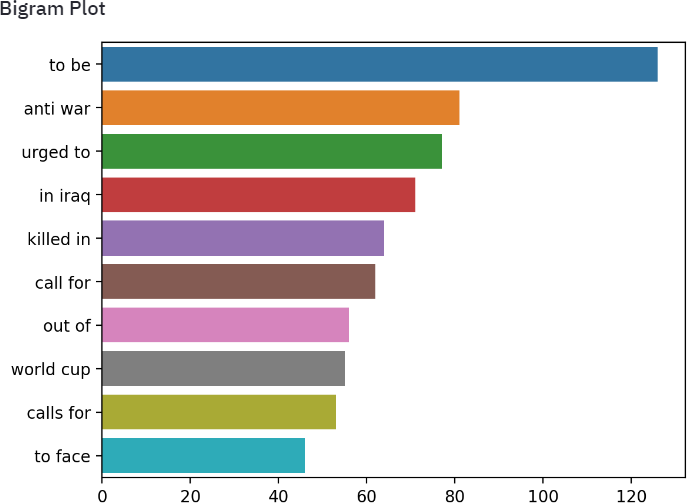 Bigram Plot
to be
anti war
urged to
in iraq
killed in
call for
out of
world cup
calls for
to face
0 20 40 60 80 100 120